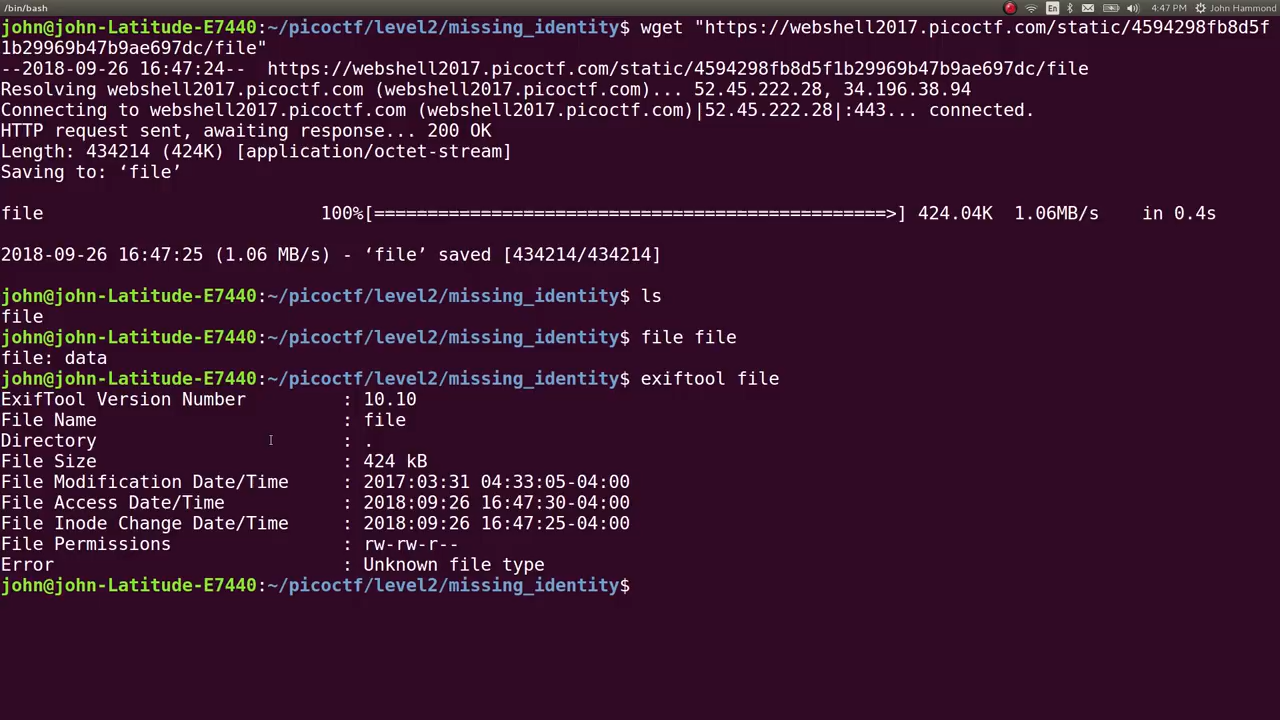 /bin/bash
En
4:47 PM
John Hammond
john@john-Latitude-E7440:~/picoctf/level2/missing_identity$ wget "https://webshell2017.picoctf.com/static/4594298fb8d5f
1b29969b47b9ae697dc/file"
--2018-09-26 16:47:24--  https://webshell2017.picoctf.com/static/4594298fb8d5f1b29969b47b9ae697dc/file
Resolving webshell2017.picoctf.com (webshell2017.picoctf.com)... 52.45.222.28, 34.196.38.94
Connecting to webshell2017.picoctf.com (webshell2017.picoctf.com)|52.45.222.28|:443... connected.
HTTP request sent, awaiting response... 200 OK
Length: 434214 (424K) [application/octet-stream]
Saving to: ‘file’
file 100%[================================================>] 424.04K 1.06MB/s in 0.4s
2018-09-26 16:47:25 (1.06 MB/s) - ‘file’ saved [434214/434214]
john@john-Latitude-E7440:~/picoctf/level2/missing_identity$ ls
file
john@john-Latitude-E7440:~/picoctf/level2/missing_identity$ file file
file: data
john@john-Latitude-E7440:~/picoctf/level2/missing_identity$ exiftool file
ExifTool Version Number : 10.10
File Name : file
Directory : .
File Size : 424 kB
File Modification Date/Time : 2017:03:31 04:33:05-04:00
File Access Date/Time : 2018:09:26 16:47:30-04:00
File Inode Change Date/Time : 2018:09:26 16:47:25-04:00
File Permissions : rw-rw-r--
Error : Unknown file type
john@john-Latitude-E7440:~/picoctf/level2/missing_identity$